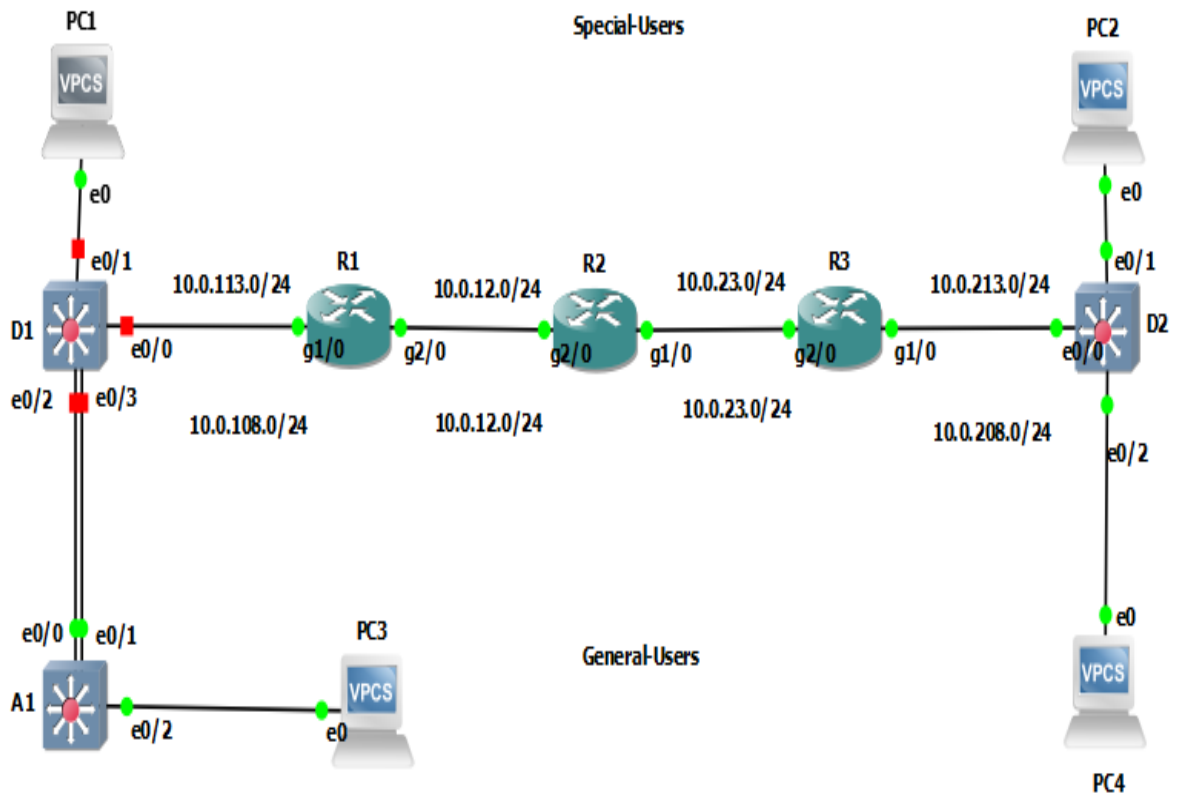 PC1
Special-Users
PC2
VPCS
VPCS
e0
e0
e0/1
e0/1
10.0.113.0/24
R1
10.0.12.0/24
R2
10.0.23.0/24
R3
10.0.213.0/24
D1
D2
e0/0
g1/0
g2/0
g2/0
g1/0
g2/0
g1/0
e0/0
e0/2
e0/3
10.0.108.0/24
10.0.12.0/24
10.0.23.0/24
10.0.208.0/24
e0/2
e0/0
e0/1
PC3
General-Users
e0
VPCS
VPCS
A1
e0/2
e0
PC4